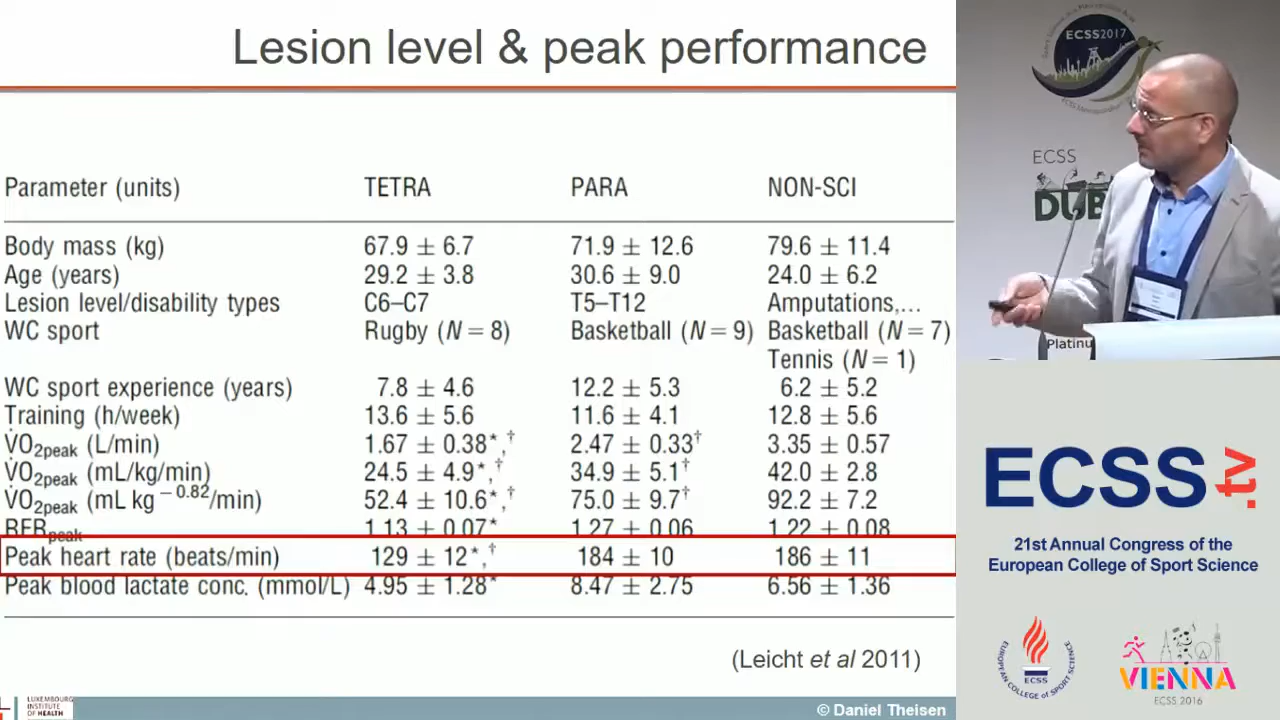 Lesion level & peak performance
Parameter (units) TETRA PARA NON-SCI
Body mass (kg) 67.9 ± 6.7 71.9 ± 12.6 79.6 ± 11.4
Age (years) 29.2 ± 3.8 30.6 ± 9.0 24.0 ± 6.2
Lesion level/disability types C6–C7 T5–T12 Amputations,...
WC sport Rugby (N = 8) Basketball (N = 9) Basketball (N = 7)
Tennis (N = 1)
WC sport experience (years) 7.8 ± 4.6 12.2 ± 5.3 6.2 ± 5.2
Training (h/week) 13.6 ± 5.6 11.6 ± 4.1 12.8 ± 5.6
V̇O2peak (L/min) 1.67 ± 0.38*,† 2.47 ± 0.33† 3.35 ± 0.57
V̇O2peak (mL/kg/min) 24.5 ± 4.9*,† 34.9 ± 5.1† 42.0 ± 2.8
V̇O2peak (mL kg−0.82/min) 52.4 ± 10.6*,† 75.0 ± 9.7† 92.2 ± 7.2
RERpeak 1.13 ± 0.07* 1.27 ± 0.06 1.22 ± 0.08
Peak heart rate (beats/min) 129 ± 12*,† 184 ± 10 186 ± 11
Peak blood lactate conc. (mmol/L) 4.95 ± 1.28* 8.47 ± 2.75 6.56 ± 1.36
(Leicht et al 2011)
LUXEMBOURG
INSTITUTE
OF HEALTH
© Daniel Theisen
ECSS2017
ECSS
DUB
Platinu
ECSS.tv
21st Annual Congress of the
European College of Sport Science
EUROPEAN COLLEGE OF SPORT SCIENCE
ECSS
VIENNA
ECSS 2016